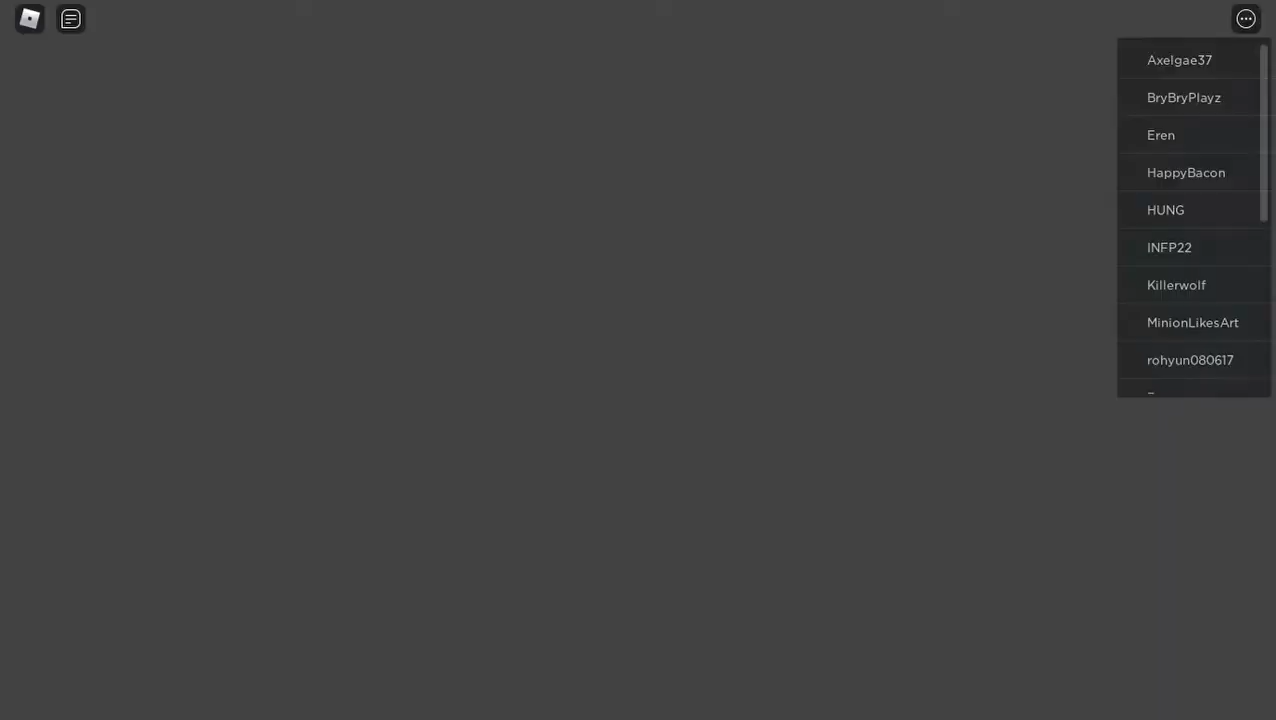 Axelgae37
BryBryPlayz
Eren
HappyBacon
HUNG
INFP22
Killerwolf
MinionLikesArt
rohyun080617